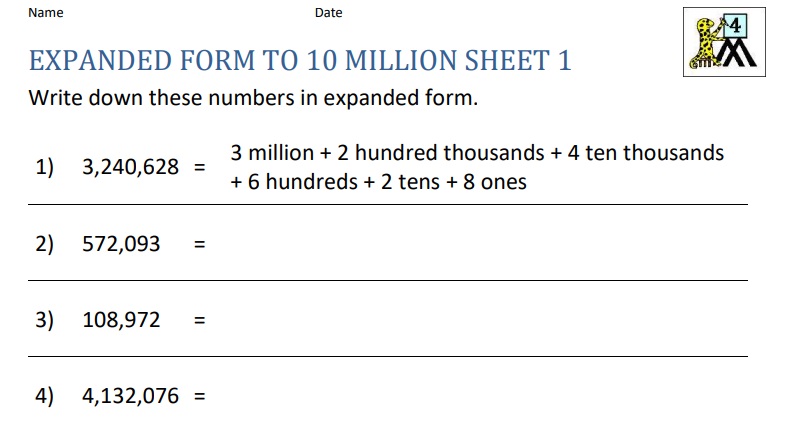 Name Date
4
EXPANDED FORM TO 10 MILLION SHEET 1
Write down these numbers in expanded form.
1) 3,240,628 = 3 million + 2 hundred thousands + 4 ten thousands
+ 6 hundreds + 2 tens + 8 ones
2) 572,093 =
3) 108,972 =
4) 4,132,076 =